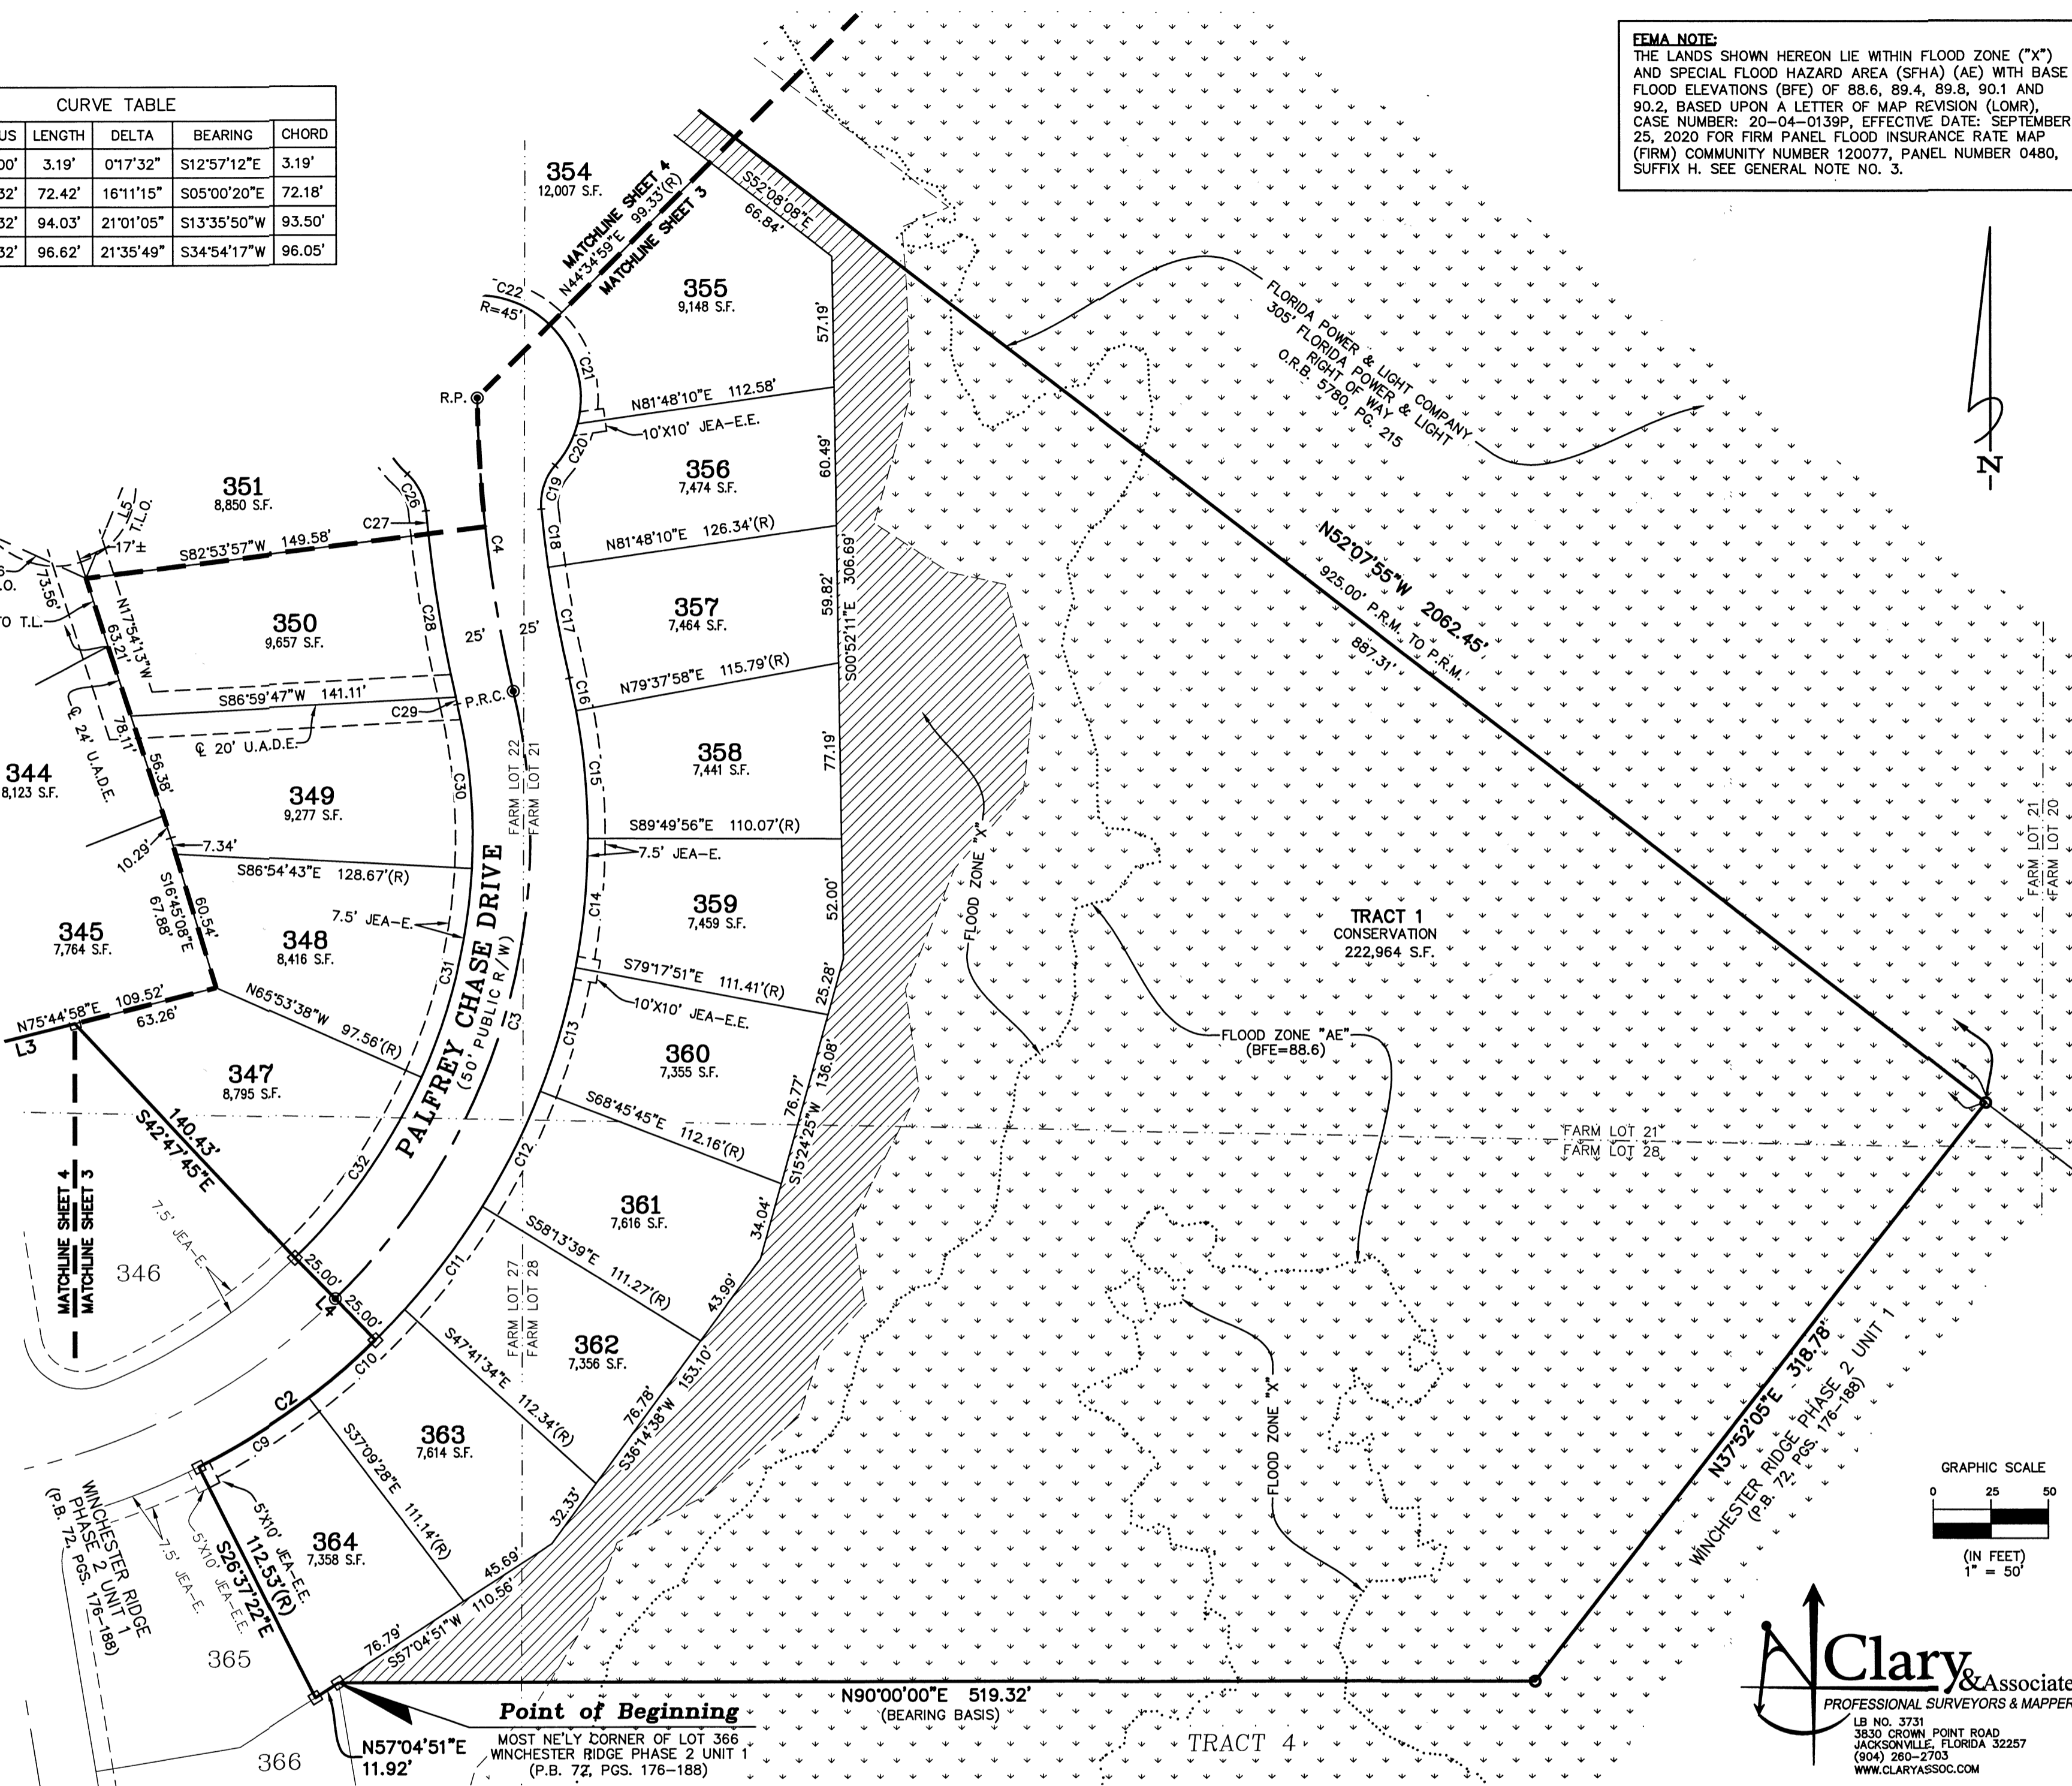 CURVE TABLE
US LENGTH DELTA BEARING CHORD
00' 3.19' 0°17'32" S12°57'12"E 3.19'
32' 72.42' 16°11'15" S05°00'20"E 72.18'
32' 94.03' 21°01'05" S13°35'50"W 93.50'
32' 96.62' 21°35'49" S34°54'17"W 96.05'
FEMA NOTE:
THE LANDS SHOWN HEREON LIE WITHIN FLOOD ZONE ("X")
AND SPECIAL FLOOD HAZARD AREA (SFHA) (AE) WITH BASE
FLOOD ELEVATIONS (BFE) OF 88.6, 89.4, 89.8, 90.1 AND
90.2, BASED UPON A LETTER OF MAP REVISION (LOMR),
CASE NUMBER: 20-04-0139P, EFFECTIVE DATE: SEPTEMBER
25, 2020 FOR FIRM PANEL FLOOD INSURANCE RATE MAP
(FIRM) COMMUNITY NUMBER 120077, PANEL NUMBER 0480,
SUFFIX H. SEE GENERAL NOTE NO. 3.
354
12,007 S.F.
MATCHLINE SHEET 4
N44°34'59"E 99.33'(R)
MATCHLINE SHEET 3
S52°08'08"E
66.84'
355
9,148 S.F.
C22
R=45'
C21
57.19'
R.P.
N81°48'10"E 112.58'
10'X10' JEA-E.E.
C20
356
7,474 S.F.
60.49'
C19
C18
N81°48'10"E 126.34'(R)
351
8,850 S.F.
C26
C27
L5
T.L.O.
17'±
S82°53'57"W 149.58'
C4
6
.O.
73.56'
TO T.L.
N17°54'13"W
63.21'
350
9,657 S.F.
C28
25'
25'
C17
357
7,464 S.F.
59.82'
S00°52'11"E 306.69'
N79°37'58"E 115.79'(R)
C16
S86°59'47"W 141.11'
C29
P.R.C.
℄ 20' U.A.D.E.
℄ 24' U.A.D.E.
78.11'
56.38'
344
8,123 S.F.
349
9,277 S.F.
C30
FARM LOT 22
FARM LOT 21
C15
358
7,441 S.F.
77.19'
S89°49'56"E 110.07'(R)
7.5' JEA-E.
10.29'
7.34'
S86°54'43"E 128.67'(R)
S16°45'08"E
67.88'
60.54'
7.5' JEA-E.
345
7,764 S.F.
348
8,416 S.F.
C31
C14
359
7,459 S.F.
52.00'
S79°17'51"E 111.41'(R)
25.28'
10'X10' JEA-E.E.
PALFREY CHASE DRIVE
(50' PUBLIC R/W)
C3
C13
N75°44'58"E 109.52'
63.26'
L3
N65°53'38"W 97.56'(R)
347
8,795 S.F.
360
7,355 S.F.
76.77'
136.08'
S15°24'25"W
S68°45'45"E 112.16'(R)
C12
C32
140.43'
S42°47'45"E
MATCHLINE SHEET 4
MATCHLINE SHEET 3
7.5' JEA-E.
346
361
7,616 S.F.
34.04'
S58°13'39"E 111.27'(R)
C11
25.00'
L4
25.00'
C10
FARM LOT 27
FARM LOT 28
43.99'
362
7,356 S.F.
S47°41'34"E 112.34'(R)
76.78'
153.10'
S36°14'38"W
C2
C9
363
7,614 S.F.
S37°09'28"E 111.14'(R)
32.33'
364
7,358 S.F.
5'X10' JEA-E.E.
112.53'(R)
S26°37'22"E
5'X10' JEA-E.E.
7.5' JEA-E.
WINCHESTER RIDGE
PHASE 2 UNIT 1
(P.B. 72, PGS. 176-188)
45.69'
110.56'
76.79'
S57°04'51"W
365
366
N57°04'51"E
11.92'
Point of Beginning
MOST NE'LY CORNER OF LOT 366
WINCHESTER RIDGE PHASE 2 UNIT 1
(P.B. 72, PGS. 176-188)
N90°00'00"E 519.32'
(BEARING BASIS)
TRACT 4
FLORIDA POWER & LIGHT COMPANY
305' FLORIDA POWER & LIGHT
RIGHT OF WAY
O.R.B. 5780, PG. 215
N52°07'55"W 2062.45'
925.00' P.R.M. TO P.R.M.
887.31'
FLOOD ZONE "X"
TRACT 1
CONSERVATION
222,964 S.F.
FLOOD ZONE "AE"
(BFE=88.6)
FLOOD ZONE "X"
FARM LOT 21
FARM LOT 20
FARM LOT 21
FARM LOT 28
N37°52'05"E 318.78'
WINCHESTER RIDGE PHASE 2 UNIT 1
(P.B. 72, PGS. 176-188)
N
GRAPHIC SCALE
0 25 50
(IN FEET)
1" = 50'
Clary
& Associate
PROFESSIONAL SURVEYORS & MAPPER
LB NO. 3731
3830 CROWN POINT ROAD
JACKSONVILLE, FLORIDA 32257
(904) 260-2703
WWW.CLARYASSOC.COM